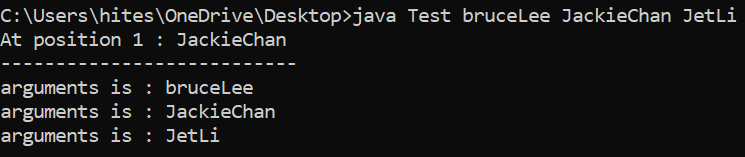 C:\Users\hites\OneDrive\Desktop>java Test bruceLee JackieChan JetLi
At position 1 : JackieChan
---------------------------
arguments is : bruceLee
arguments is : JackieChan
arguments is : JetLi